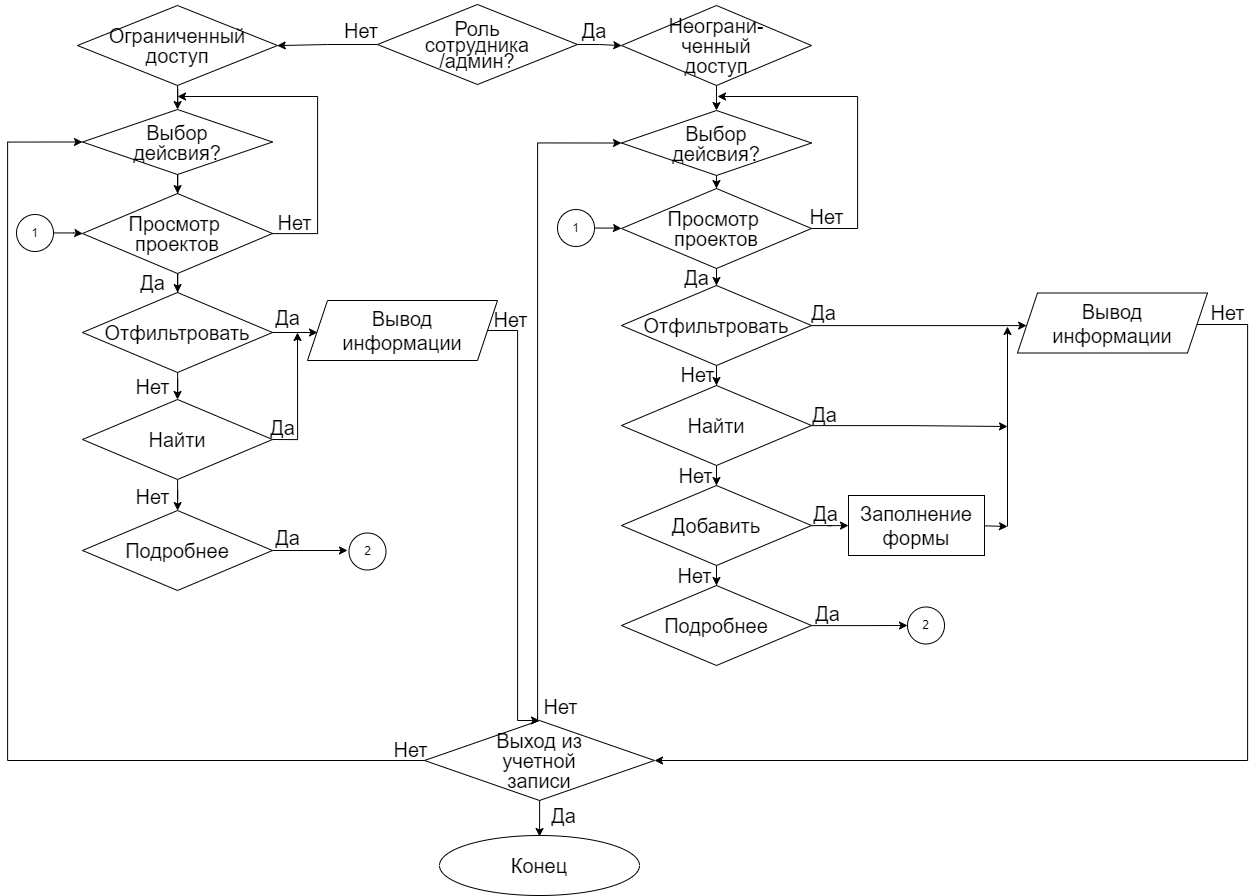 Ограниченный
доступ
Нет
Роль
сотрудника
/админ?
Да
Неограни-
ченный
доступ
Выбор
дейсвия?
1
Просмотр
проектов
Нет
Да
Отфильтровать
Да
Вывод
информации
Нет
Нет
Найти
Да
Нет
Подробнее
Да
2
Выбор
дейсвия?
1
Просмотр
проектов
Нет
Да
Отфильтровать
Да
Вывод
информации
Нет
Нет
Найти
Да
Нет
Добавить
Да
Заполнение
формы
Нет
Подробнее
Да
2
Нет
Нет
Выход из
учетной
записи
Да
Конец